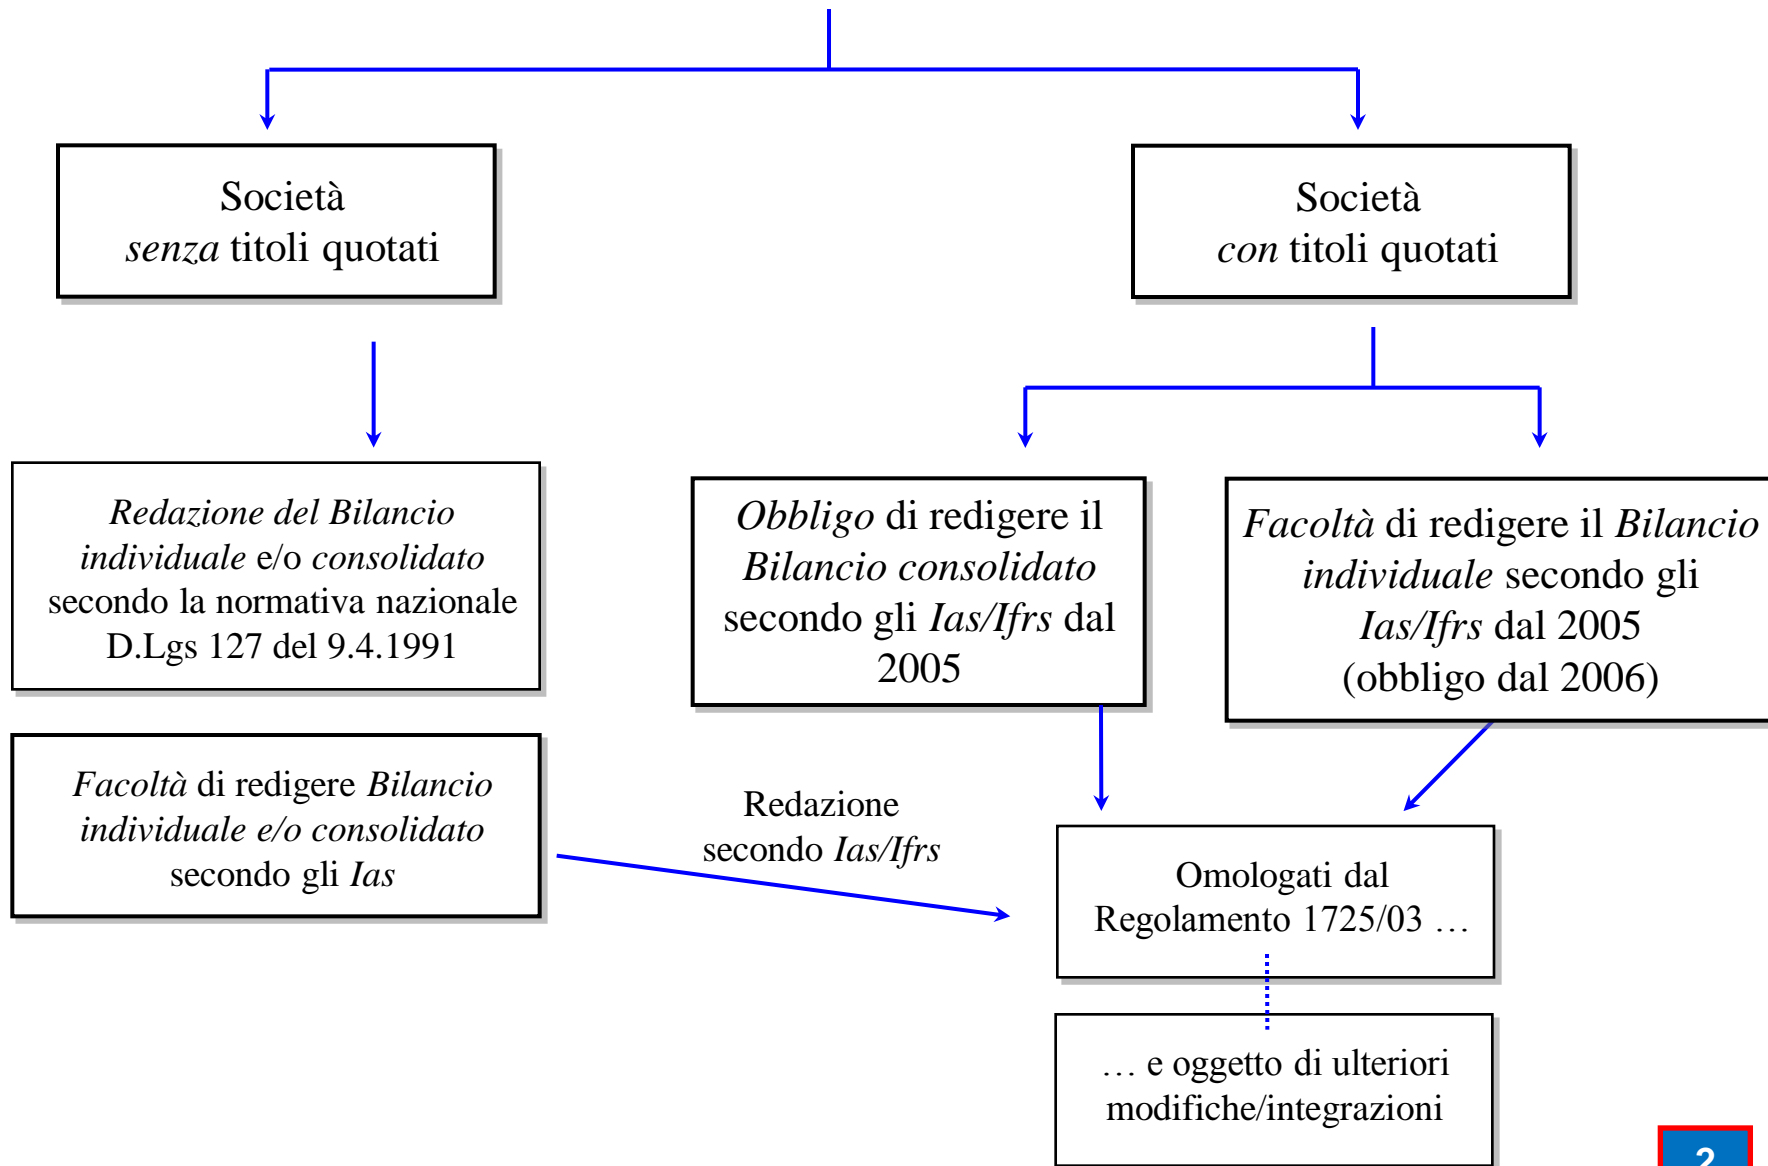 Società
senza titoli quotati
Società
con titoli quotati
Redazione del Bilancio
individuale e/o consolidato
secondo la normativa nazionale
D.Lgs 127 del 9.4.1991
Obbligo di redigere il
Bilancio consolidato
secondo gli Ias/Ifrs dal
2005
Facoltà di redigere il Bilancio
individuale secondo gli
Ias/Ifrs dal 2005
(obbligo dal 2006)
Facoltà di redigere Bilancio
individuale e/o consolidato
secondo gli Ias
Redazione
secondo Ias/Ifrs
Omologati dal
Regolamento 1725/03 …
… e oggetto di ulteriori
modifiche/integrazioni
2